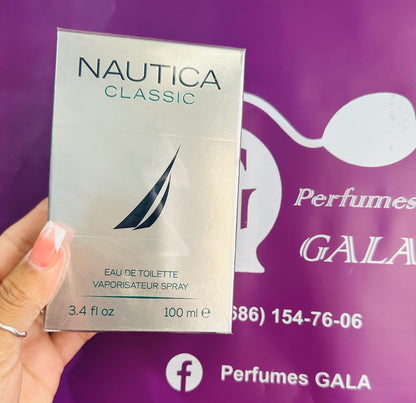 NAUTICA
CLASSIC
EAU DE TOILETTE
VAPORISATEUR SPRAY
3.4 fl oz 100 ml e
G
Perfumes
GALA
686) 154-76-06
Perfumes GALA